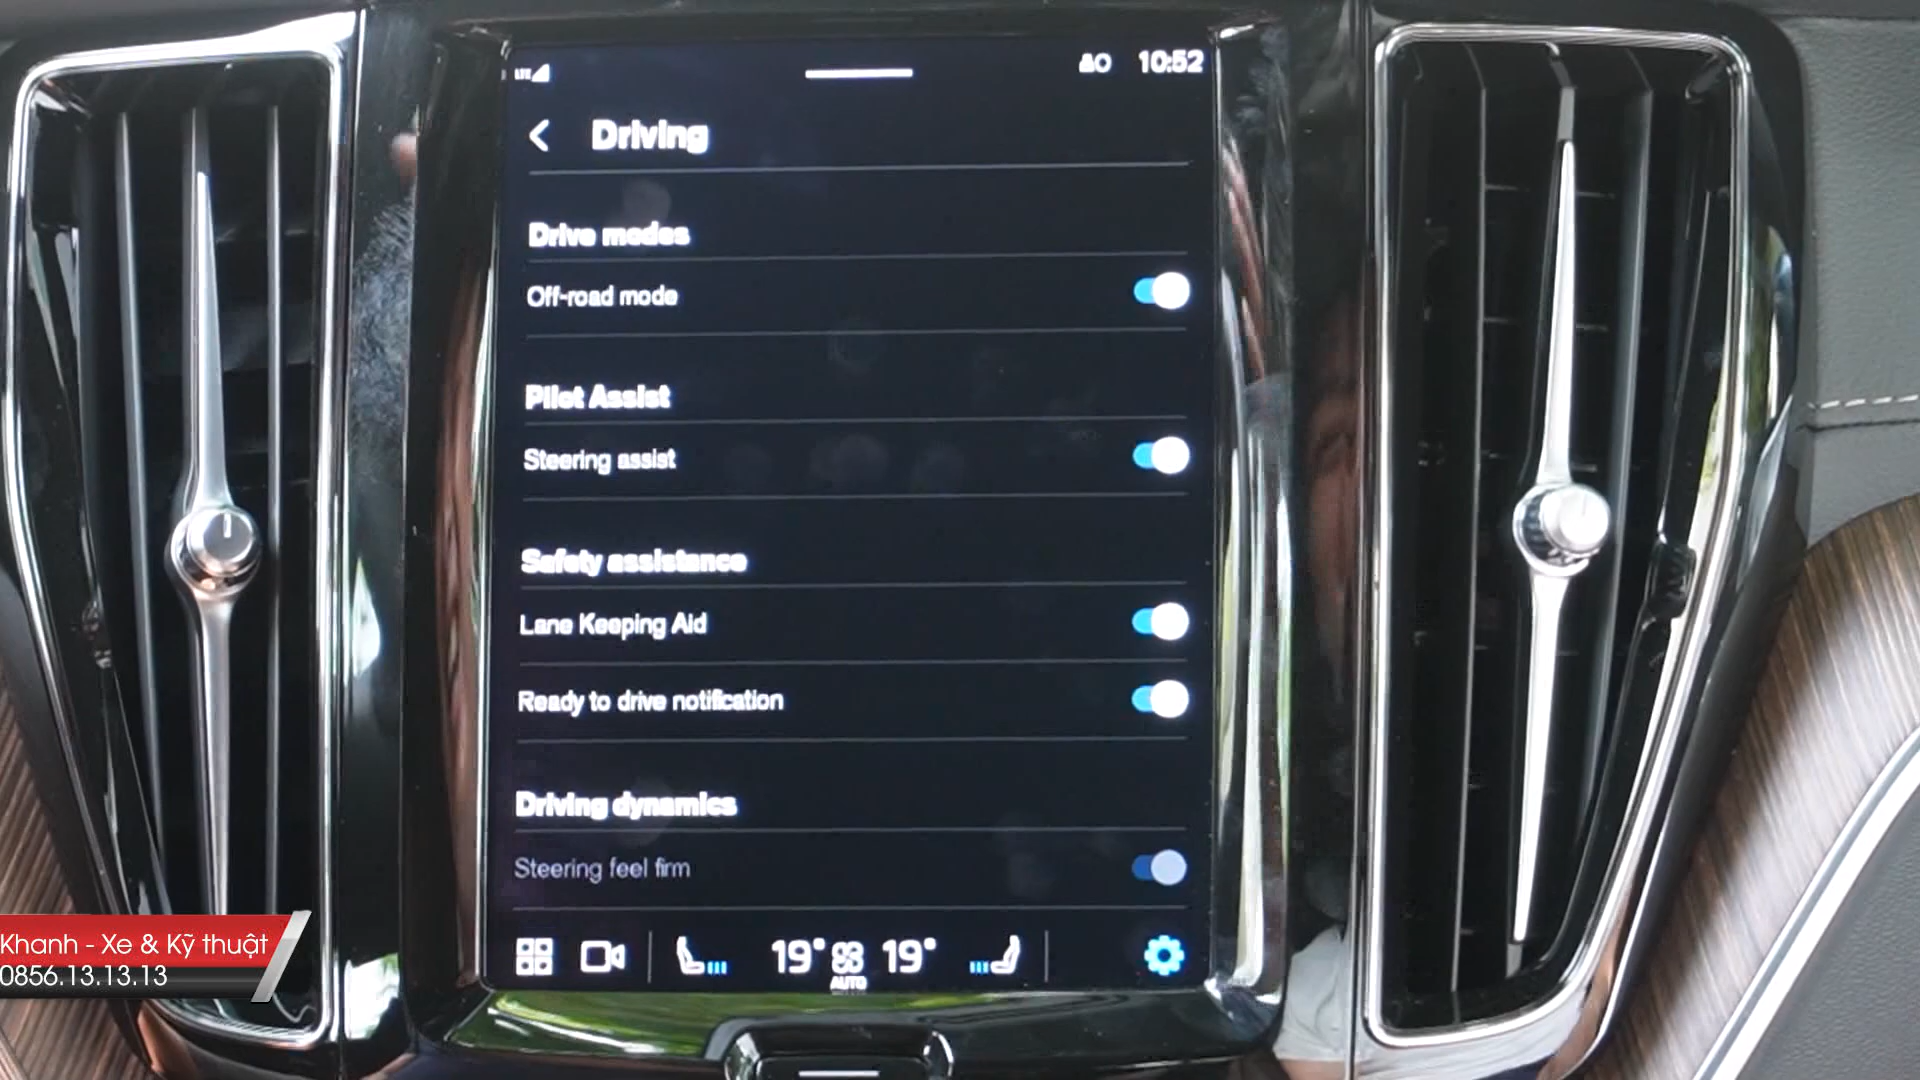 LTE
10:52
Driving
Drive modes
Off-road mode
Pilot Assist
Steering assist
Safety assistance
Lane Keeping Aid
Ready to drive notification
Driving dynamics
Steering feel firm
19° 19°
AUTO
Khanh - Xe & Kỹ thuật
0856.13.13.13